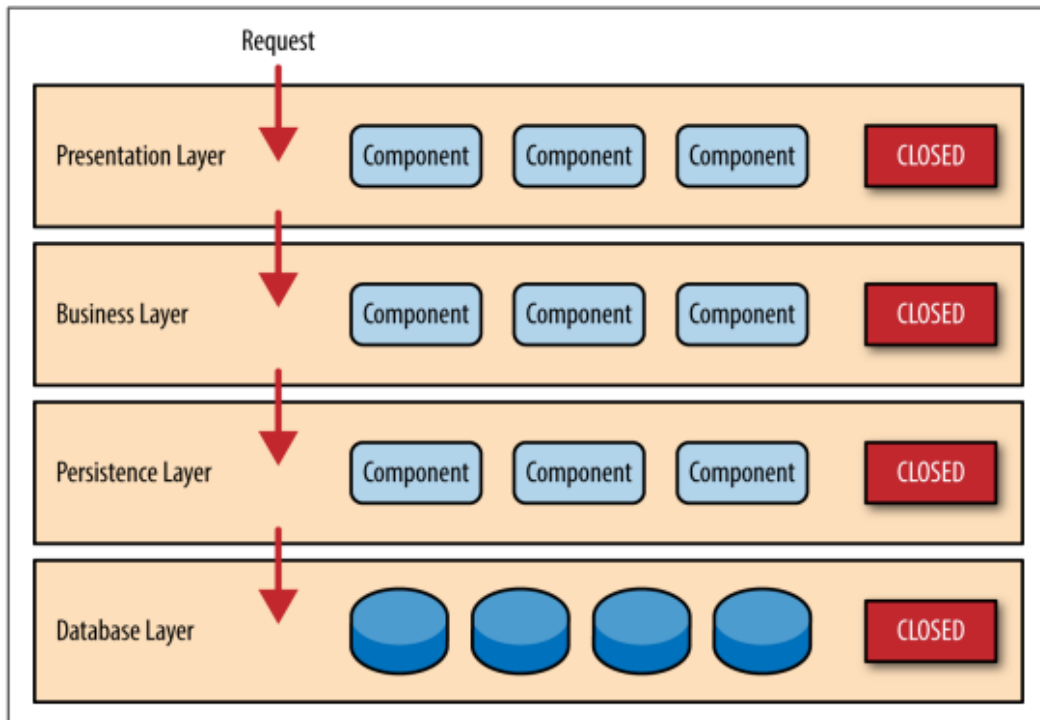 Request
Presentation Layer
Component
Component
Component
CLOSED
Business Layer
Component
Component
Component
CLOSED
Persistence Layer
Component
Component
Component
CLOSED
Database Layer
CLOSED